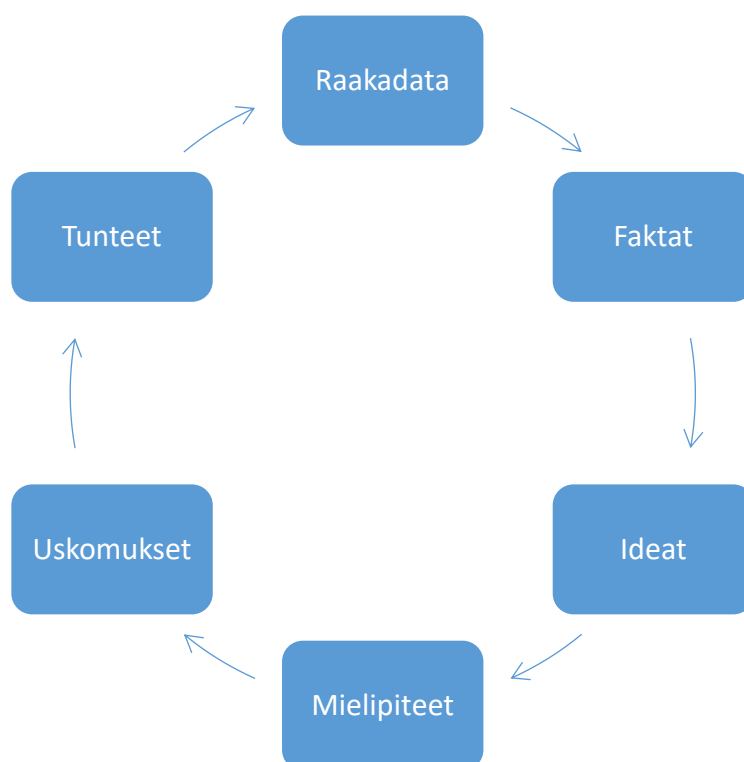 Raakadata
Faktat
Ideat
Mielipiteet
Uskomukset
Tunteet